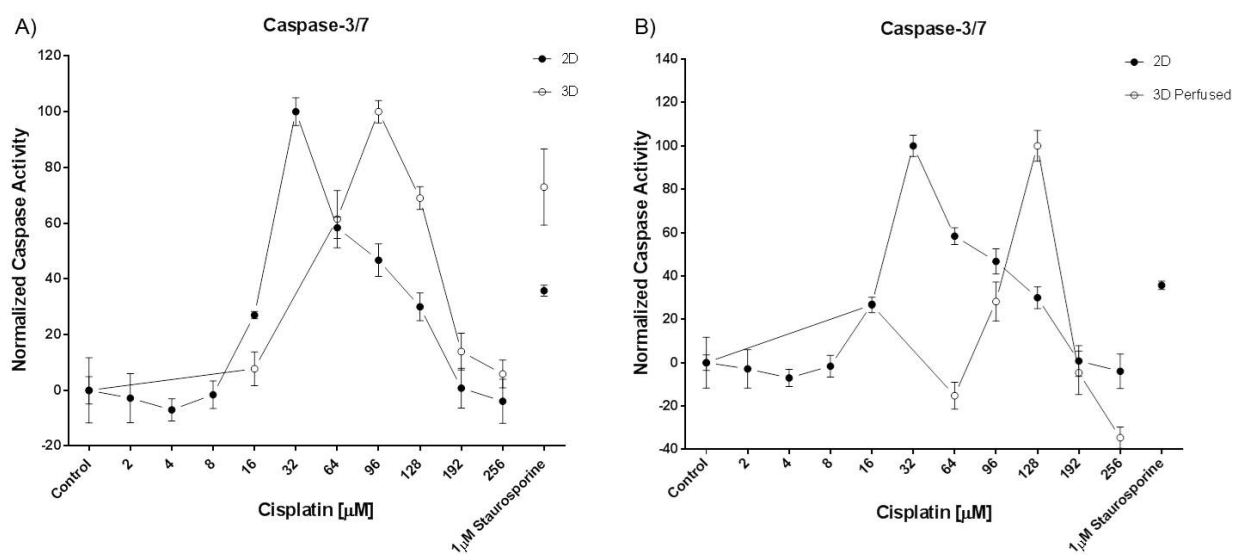 A)
Caspase-3/7
2D
3D
Normalized Caspase Activity
120
100
80
60
40
20
0
-20
Control
2
4
8
16
32
64
96
128
192
256
1μM Staurosporine
Cisplatin [μM]
B)
Caspase-3/7
2D
3D Perfused
Normalized Caspase Activity
140
120
100
80
60
40
20
0
-20
-40
Control
2
4
8
16
32
64
96
128
192
256
1μM Staurosporine
Cisplatin [μM]